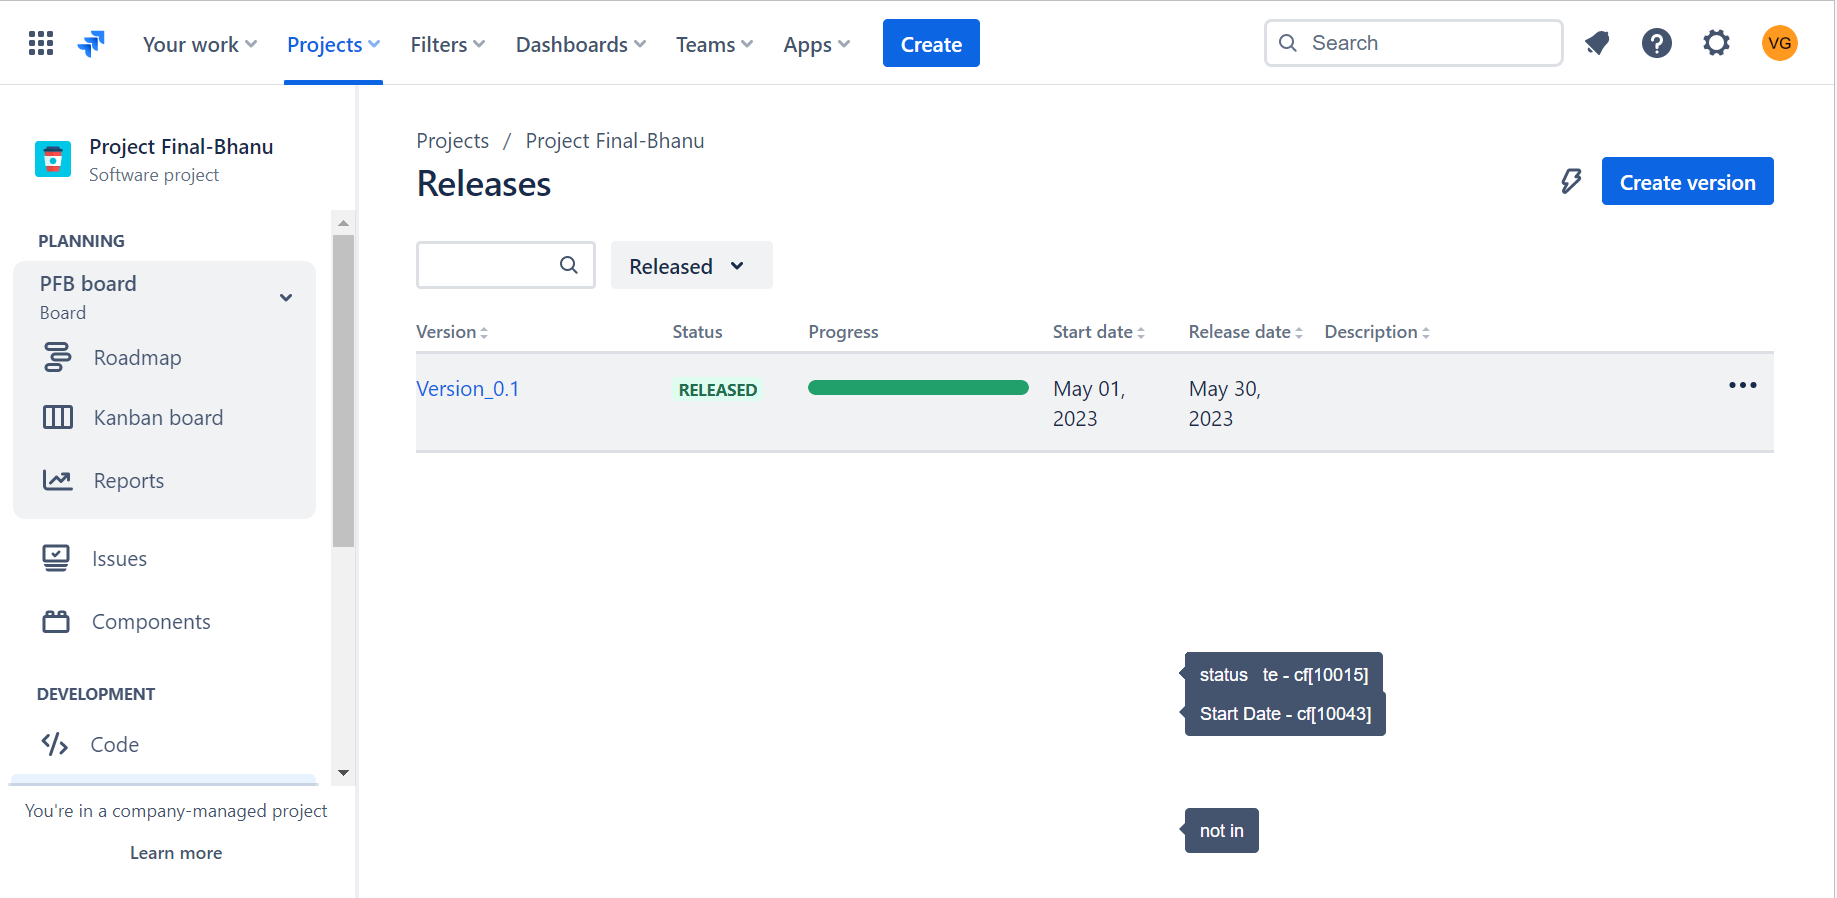 Your work Projects Filters Dashboards Teams Apps Create Search VG
Project Final-Bhanu
Software project
PLANNING
PFB board
Board
Roadmap
Kanban board
Reports
Issues
Components
DEVELOPMENT
Code
You're in a company-managed project
Learn more
Projects / Project Final-Bhanu
Releases
Create version
Released
Version Status Progress Start date Release date Description
Version_0.1 RELEASED May 01, 2023 May 30, 2023
status te - cf[10015]
Start Date - cf[10043]
not in